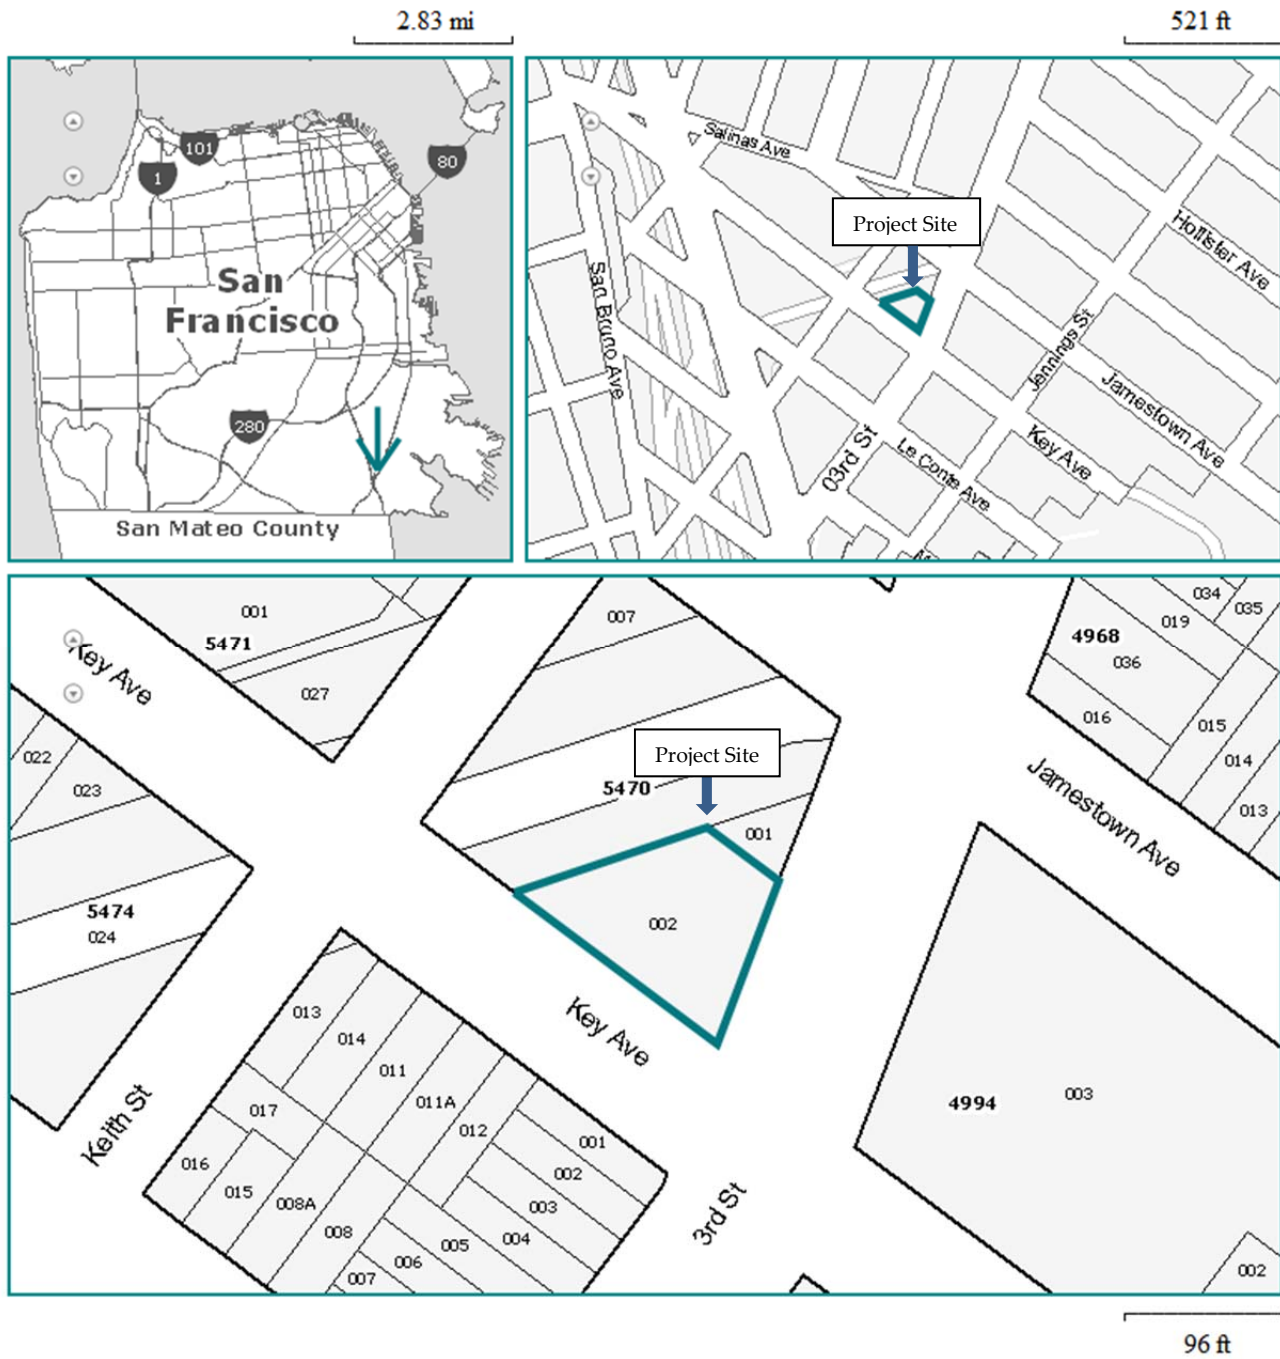 2.83 mi
521 ft
101
1
80
San
Francisco
280
San Mateo County
Salinas Ave
Project Site
Hollister Ave
San Bruno Ave
Jennings St
Jamestown Ave
Key Ave
03rd St
Le Conte Ave
001
5471
027
Key Ave
007
034
035
019
4968
036
016
015
014
013
Project Site
5470
001
002
Jamestown Ave
022
023
5474
024
Key Ave
013
014
011
011A
012
017
016
015
008A
008
007
006
005
004
003
002
001
Keith St
3rd St
4994
003
002
96 ft